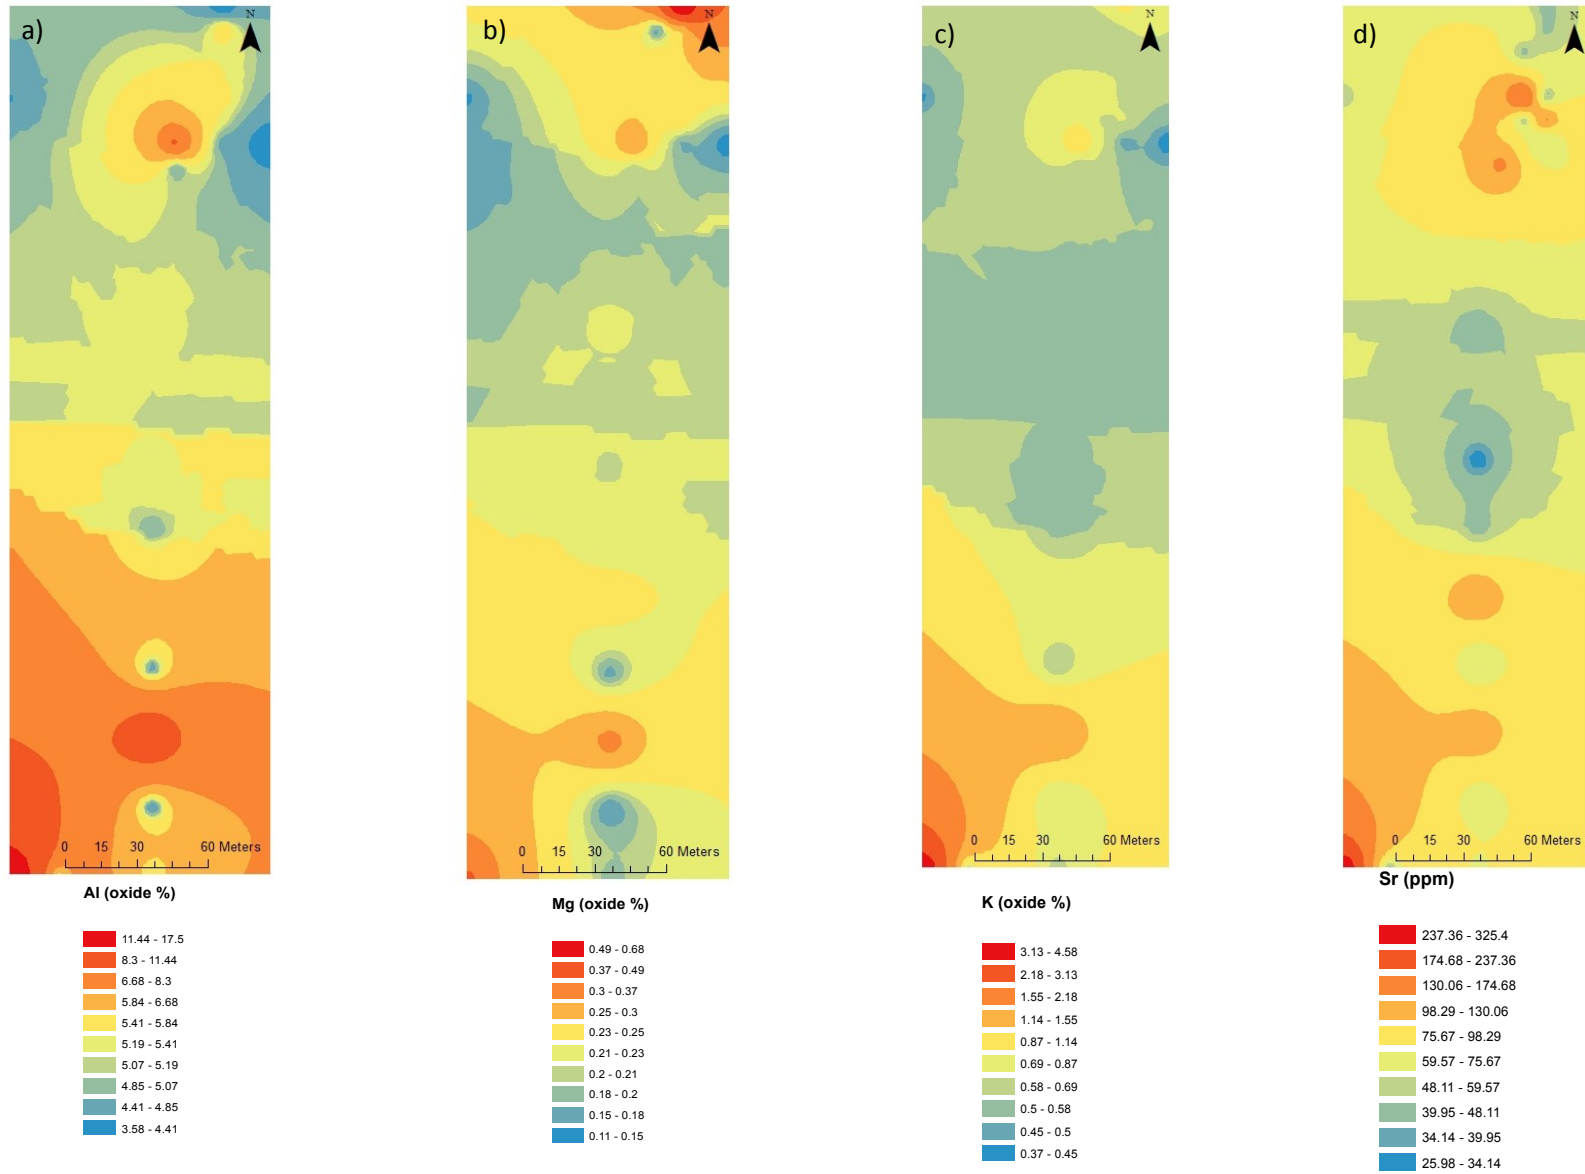 a)
N
b)
N
c)
N
d)
N
0 15 30 60 Meters
0 15 30 60 Meters
0 15 30 60 Meters
0 15 30 60 Meters
Al (oxide %)
11.44 - 17.5
8.3 - 11.44
6.68 - 8.3
5.84 - 6.68
5.41 - 5.84
5.19 - 5.41
5.07 - 5.19
4.85 - 5.07
4.41 - 4.85
3.58 - 4.41
Mg (oxide %)
0.49 - 0.68
0.37 - 0.49
0.3 - 0.37
0.25 - 0.3
0.23 - 0.25
0.21 - 0.23
0.2 - 0.21
0.18 - 0.2
0.15 - 0.18
0.11 - 0.15
K (oxide %)
3.13 - 4.58
2.18 - 3.13
1.55 - 2.18
1.14 - 1.55
0.87 - 1.14
0.69 - 0.87
0.58 - 0.69
0.5 - 0.58
0.45 - 0.5
0.37 - 0.45
Sr (ppm)
237.36 - 325.4
174.68 - 237.36
130.06 - 174.68
98.29 - 130.06
75.67 - 98.29
59.57 - 75.67
48.11 - 59.57
39.95 - 48.11
34.14 - 39.95
25.98 - 34.14